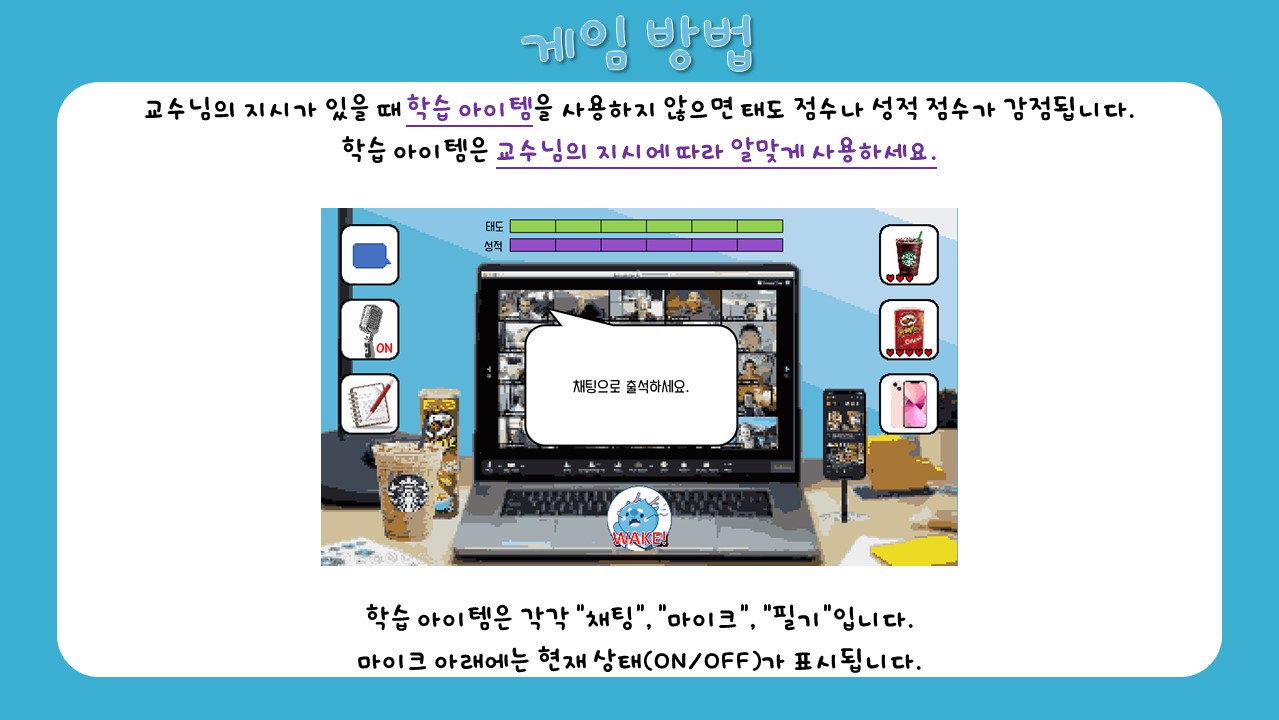 게임 방법
교수님의 지시가 있을 때 학습 아이템을 사용하지 않으면 태도 점수나 성적 점수가 감점됩니다.
학습 아이템은 교수님의 지시에 따라 알맞게 사용하세요.
태도
성적
ON
채팅으로 출석하세요.
WAKE!
학습 아이템은 각각 "채팅", "마이크", "필기"입니다.
마이크 아래에는 현재 상태(ON/OFF)가 표시됩니다.